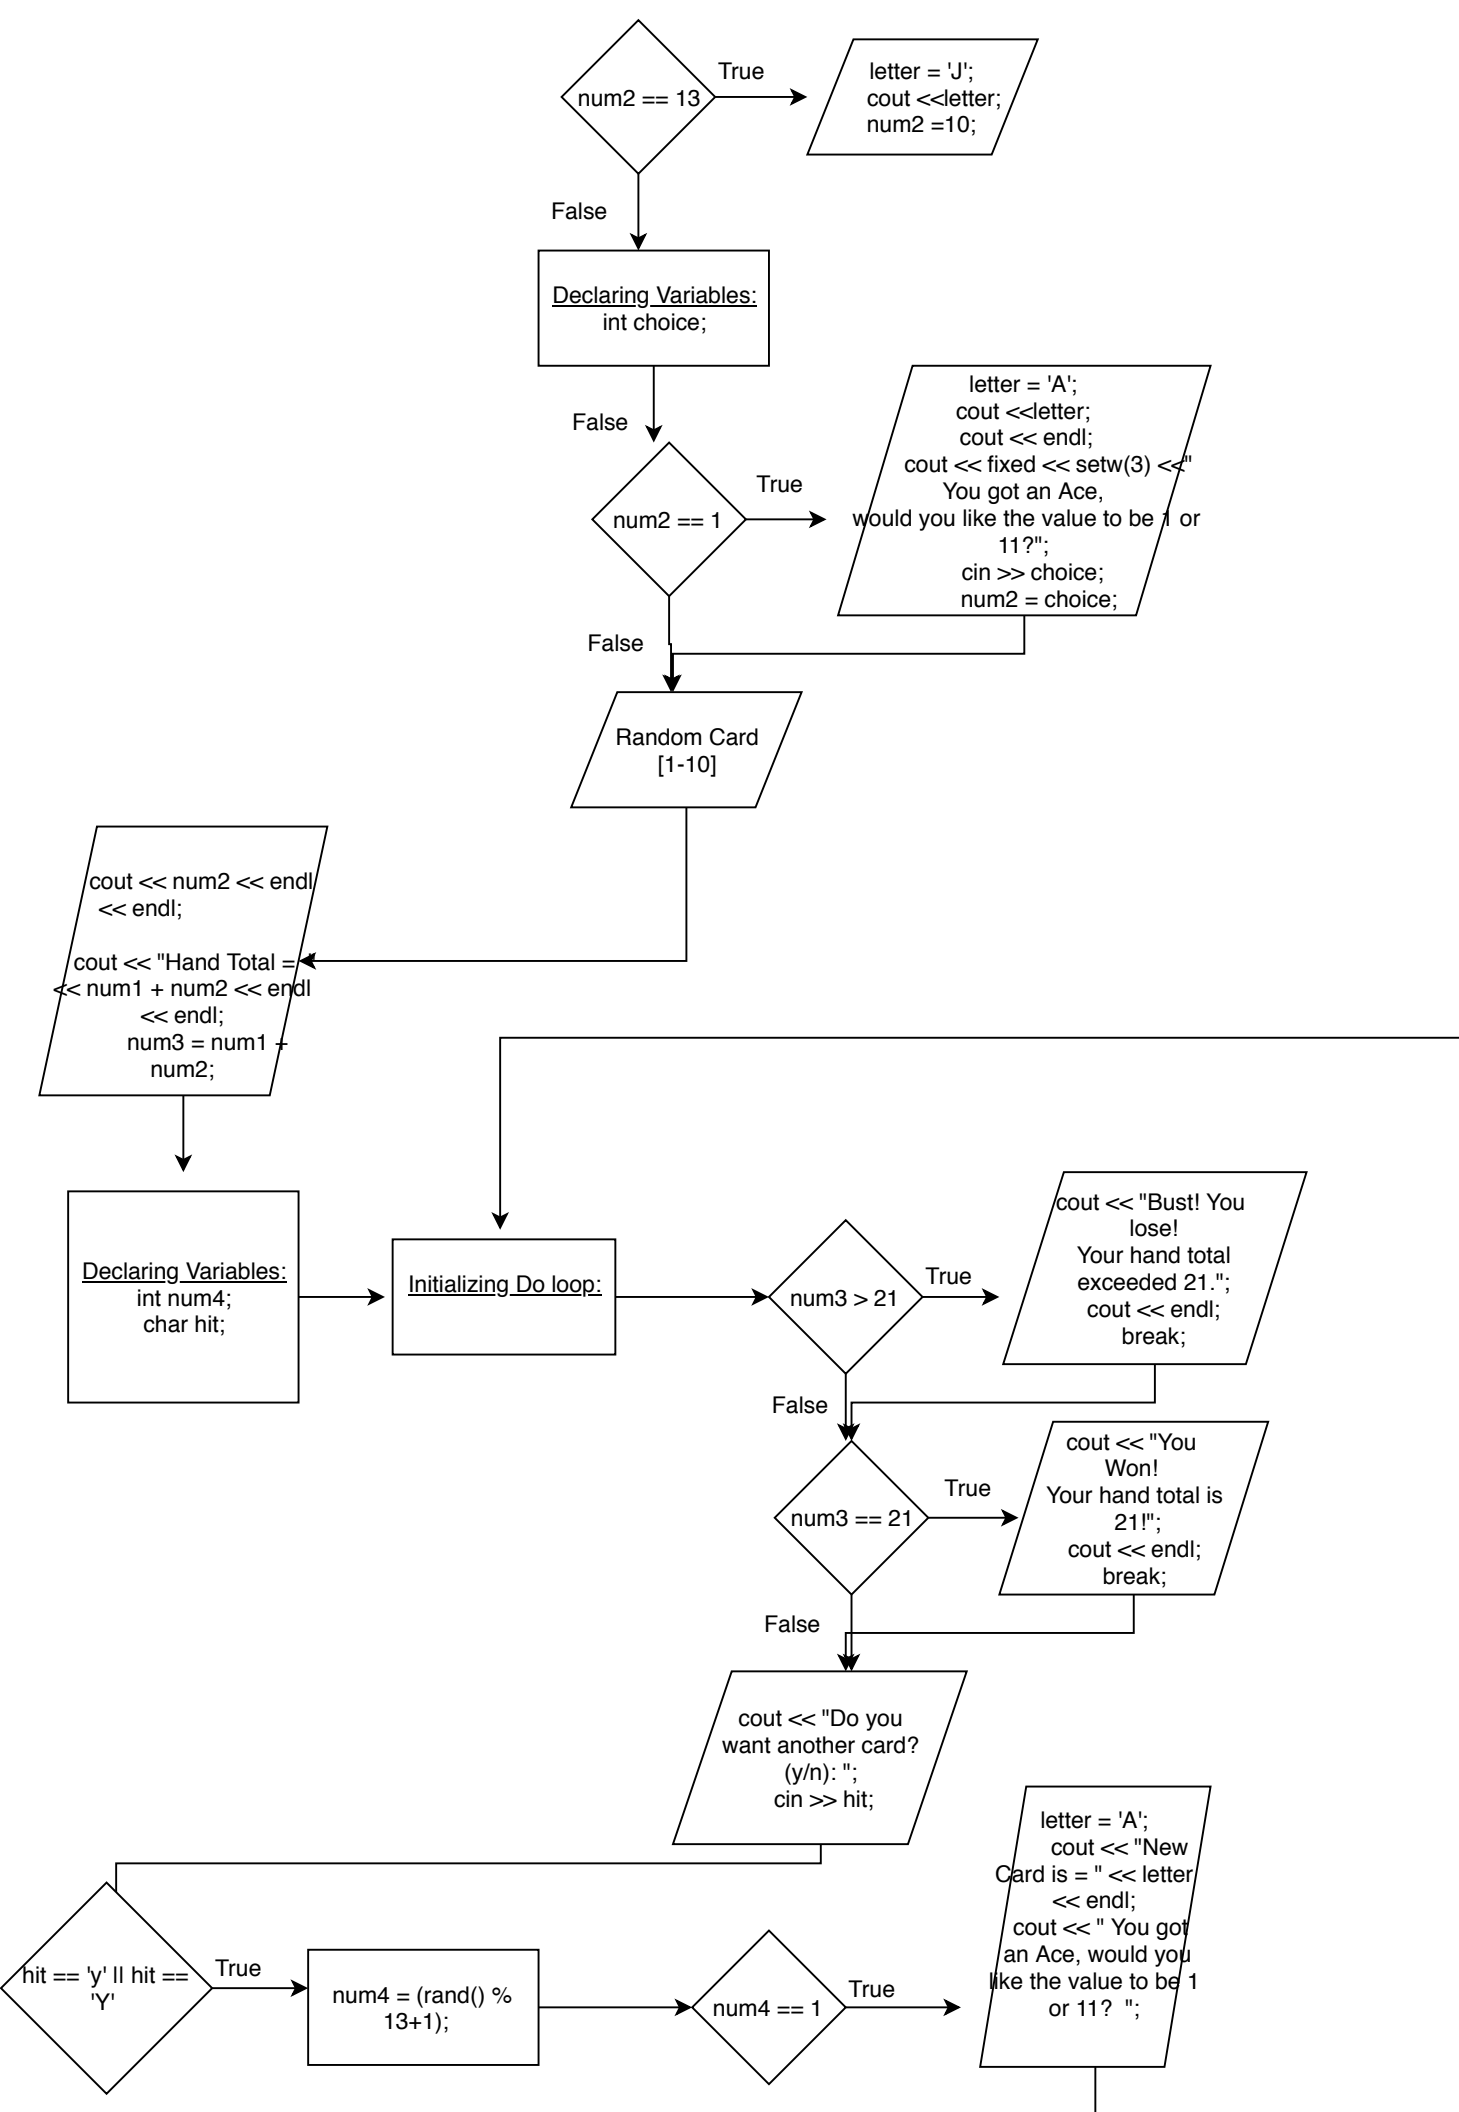 num2 == 13
True
letter = 'J';
cout <<letter;
num2 =10;
False
Declaring Variables:
int choice;
False
num2 == 1
True
letter = 'A';
cout <<letter;
cout << endl;
cout << fixed << setw(3) <<"
You got an Ace,
would you like the value to be 1 or
11?";
cin >> choice;
num2 = choice;
False
Random Card
[1-10]
cout << num2 << endl
<< endl;
cout << "Hand Total =
<< num1 + num2 << endl
<< endl;
num3 = num1 +
num2;
Declaring Variables:
int num4;
char hit;
Initializing Do loop:
num3 > 21
True
cout << "Bust! You
lose!
Your hand total
exceeded 21.";
cout << endl;
break;
False
num3 == 21
True
cout << "You
Won!
Your hand total is
21!";
cout << endl;
break;
False
cout << "Do you
want another card?
(y/n): ";
cin >> hit;
hit == 'y' || hit ==
'Y'
True
num4 = (rand() %
13+1);
num4 == 1
True
letter = 'A';
cout << "New
Card is = " << letter
<< endl;
cout << " You got
an Ace, would you
like the value to be 1
or 11?  ";